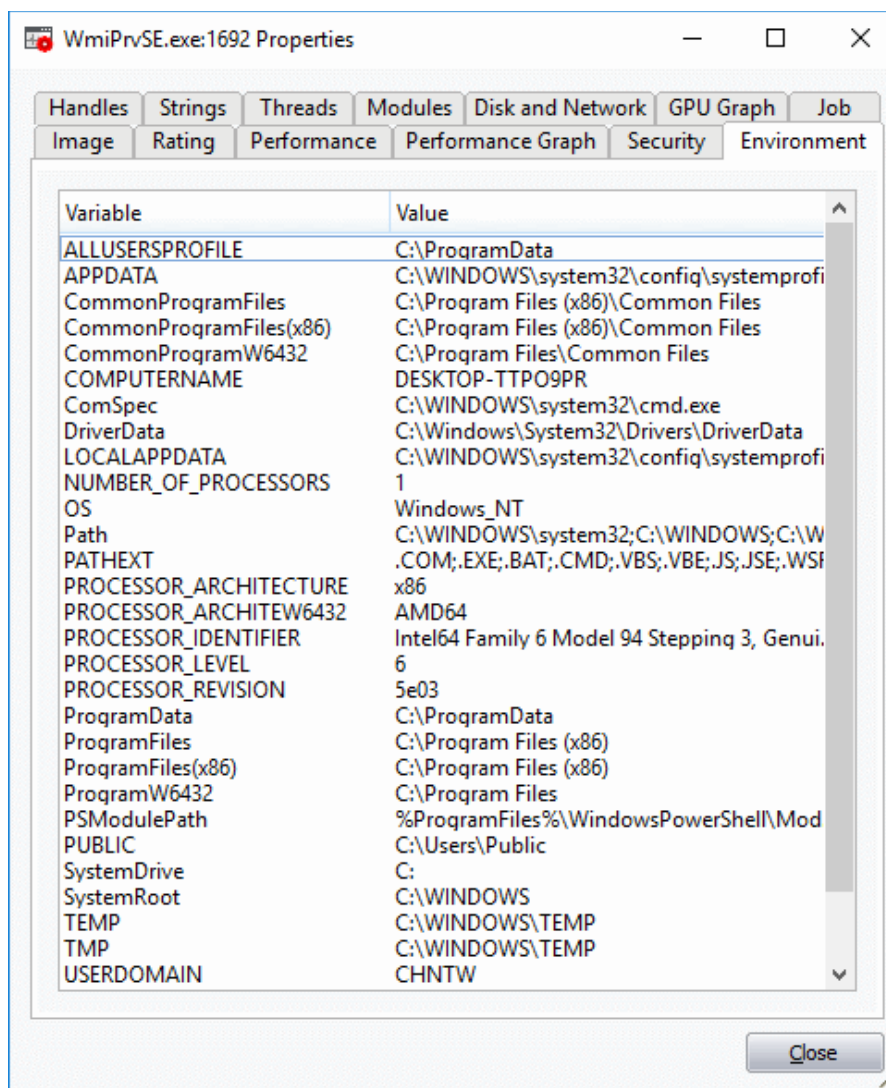 WmiPrvSE.exe:1692 Properties
Handles Strings Threads Modules Disk and Network GPU Graph Job
Image Rating Performance Performance Graph Security Environment
Variable Value
ALLUSERSPROFILE C:\ProgramData
APPDATA C:\WINDOWS\system32\config\systemprofi
CommonProgramFiles C:\Program Files (x86)\Common Files
CommonProgramFiles(x86) C:\Program Files (x86)\Common Files
CommonProgramW6432 C:\Program Files\Common Files
COMPUTERNAME DESKTOP-TTPO9PR
ComSpec C:\WINDOWS\system32\cmd.exe
DriverData C:\Windows\System32\Drivers\DriverData
LOCALAPPDATA C:\WINDOWS\system32\config\systemprofi
NUMBER_OF_PROCESSORS 1
OS Windows_NT
Path C:\WINDOWS\system32;C:\WINDOWS;C:\W
PATHEXT .COM;.EXE;.BAT;.CMD;.VBS;.VBE;.JS;.JSE;.WSF
PROCESSOR_ARCHITECTURE x86
PROCESSOR_ARCHITEW6432 AMD64
PROCESSOR_IDENTIFIER Intel64 Family 6 Model 94 Stepping 3, Genui.
PROCESSOR_LEVEL 6
PROCESSOR_REVISION 5e03
ProgramData C:\ProgramData
ProgramFiles C:\Program Files (x86)
ProgramFiles(x86) C:\Program Files (x86)
ProgramW6432 C:\Program Files
PSModulePath %ProgramFiles%\WindowsPowerShell\Mod
PUBLIC C:\Users\Public
SystemDrive C:
SystemRoot C:\WINDOWS
TEMP C:\WINDOWS\TEMP
TMP C:\WINDOWS\TEMP
USERDOMAIN CHNTW
Close